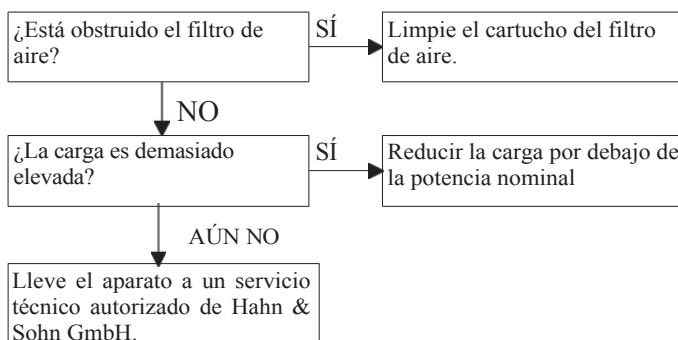 ¿Está obstruido el filtro de
aire?
SÍ
Limpie el cartucho del filtro
de aire.
NO
¿La carga es demasiado
elevada?
SÍ
Reducir la carga por debajo de
la potencia nominal
AÚN NO
Lleve el aparato a un servicio
técnico autorizado de Hahn &
Sohn GmbH.